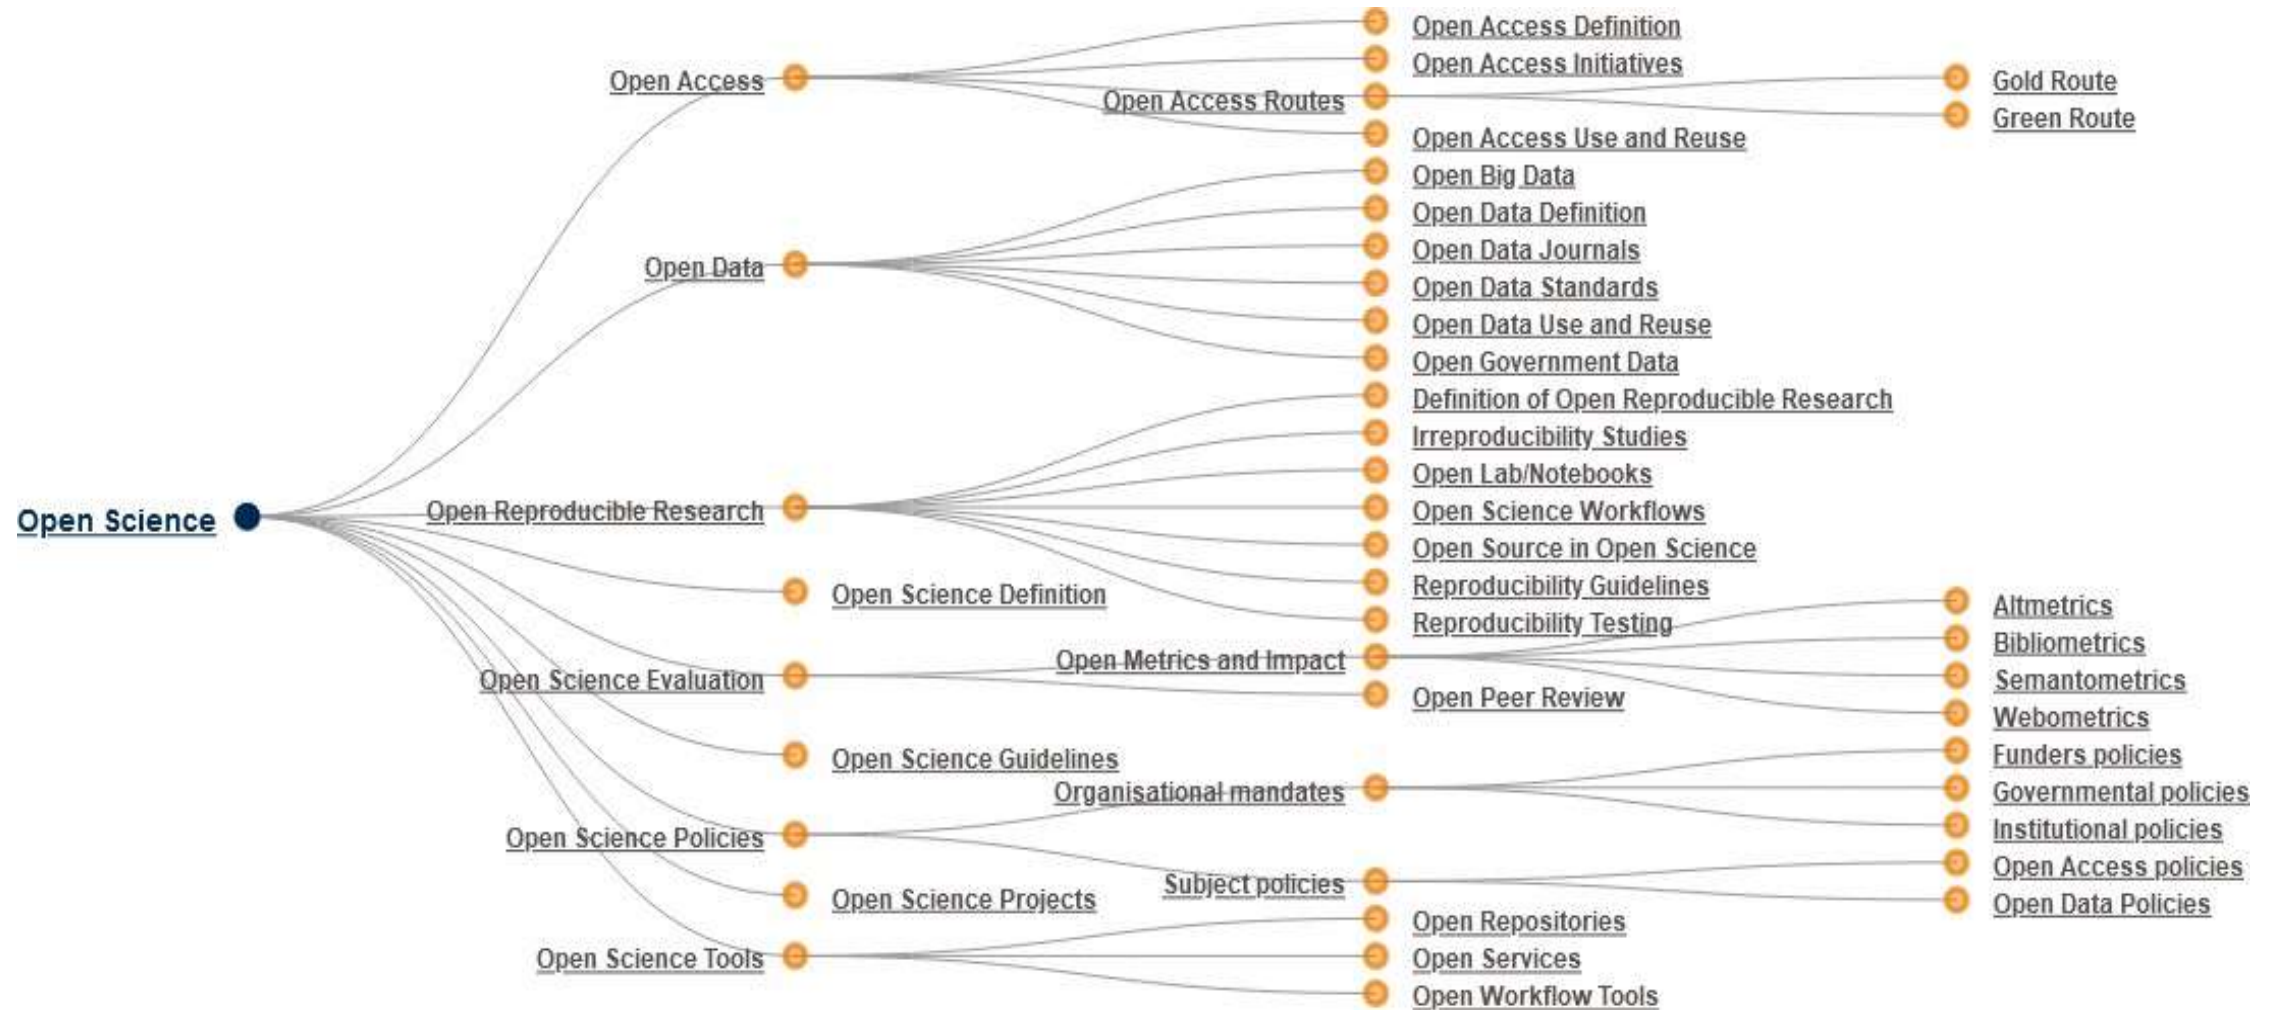 Open Science
Open Access
Open Access Definition
Open Access Initiatives
Open Access Routes
Gold Route
Green Route
Open Access Use and Reuse
Open Data
Open Big Data
Open Data Definition
Open Data Journals
Open Data Standards
Open Data Use and Reuse
Open Government Data
Open Reproducible Research
Definition of Open Reproducible Research
Irreproducibility Studies
Open Lab/Notebooks
Open Science Workflows
Open Source in Open Science
Reproducibility Guidelines
Reproducibility Testing
Open Science Definition
Open Science Evaluation
Open Metrics and Impact
Altmetrics
Bibliometrics
Semantometrics
Webometrics
Open Peer Review
Open Science Guidelines
Open Science Policies
Organisational mandates
Funders policies
Governmental policies
Institutional policies
Subject policies
Open Access policies
Open Data Policies
Open Science Projects
Open Science Tools
Open Repositories
Open Services
Open Workflow Tools